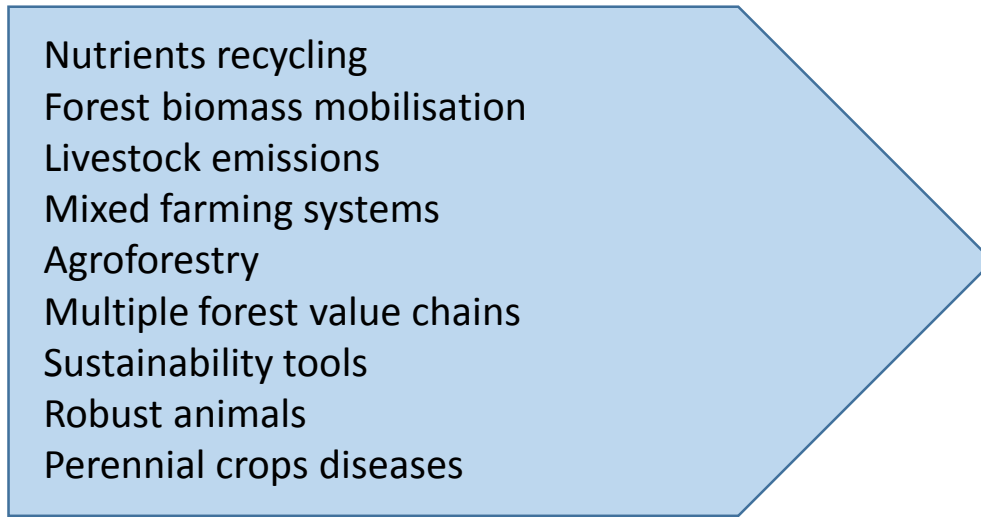 Nutrients recycling
Forest biomass mobilisation
Livestock emissions
Mixed farming systems
Agroforestry
Multiple forest value chains
Sustainability tools
Robust animals
Perennial crops diseases